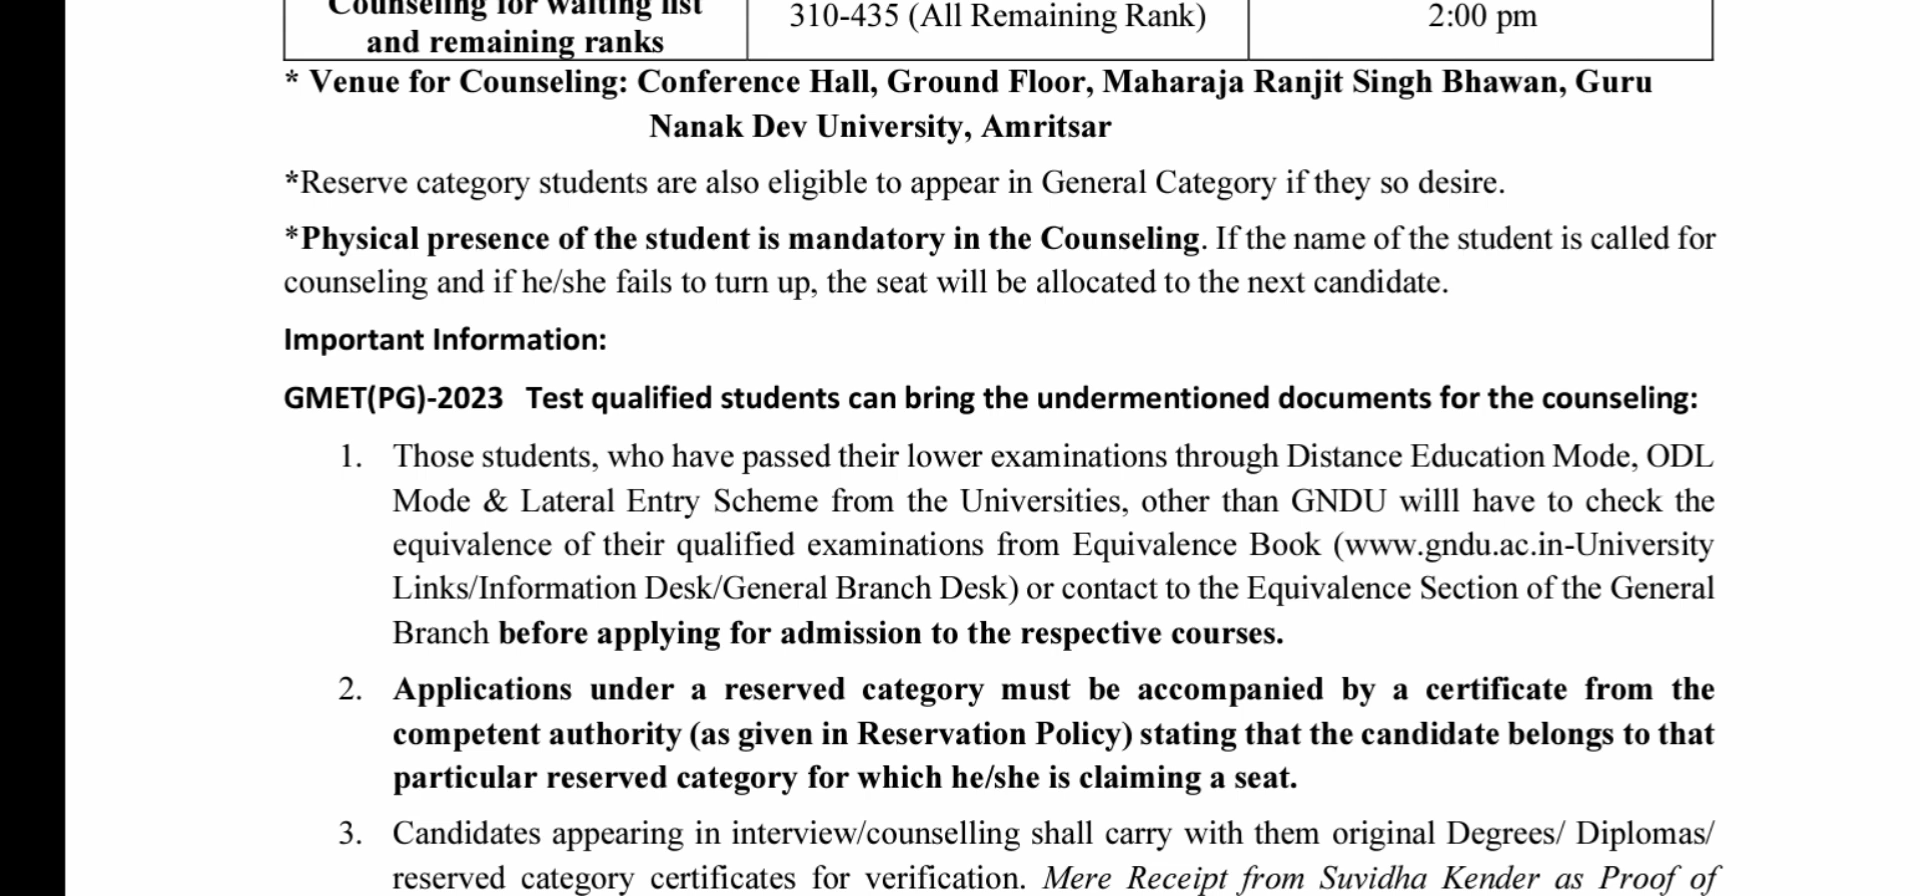 Counseling for waiting list
and remaining ranks
310-435 (All Remaining Rank)
2:00 pm
* Venue for Counseling: Conference Hall, Ground Floor, Maharaja Ranjit Singh Bhawan, Guru
Nanak Dev University, Amritsar
*Reserve category students are also eligible to appear in General Category if they so desire.
*Physical presence of the student is mandatory in the Counseling. If the name of the student is called for
counseling and if he/she fails to turn up, the seat will be allocated to the next candidate.
Important Information:
GMET(PG)-2023 Test qualified students can bring the undermentioned documents for the counseling:
1. Those students, who have passed their lower examinations through Distance Education Mode, ODL
Mode & Lateral Entry Scheme from the Universities, other than GNDU willl have to check the
equivalence of their qualified examinations from Equivalence Book (www.gndu.ac.in-University
Links/Information Desk/General Branch Desk) or contact to the Equivalence Section of the General
Branch before applying for admission to the respective courses.
2. Applications under a reserved category must be accompanied by a certificate from the
competent authority (as given in Reservation Policy) stating that the candidate belongs to that
particular reserved category for which he/she is claiming a seat.
3. Candidates appearing in interview/counselling shall carry with them original Degrees/ Diplomas/
reserved category certificates for verification. Mere Receipt from Suvidha Kender as Proof of